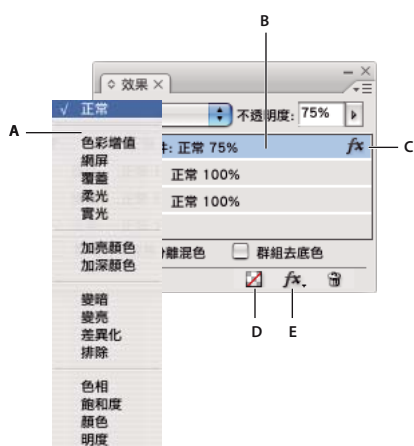 B
效果
正常
不透明度: 75%
A
色彩增值
: 正常 75%
fx
C
網屏
覆蓋
正常 100%
柔光
實光
正常 100%
加亮顏色
離混色
群組去底色
加深顏色
fx
變暗
變亮
D
E
差異化
排除
色相
飽和度
顏色
明度